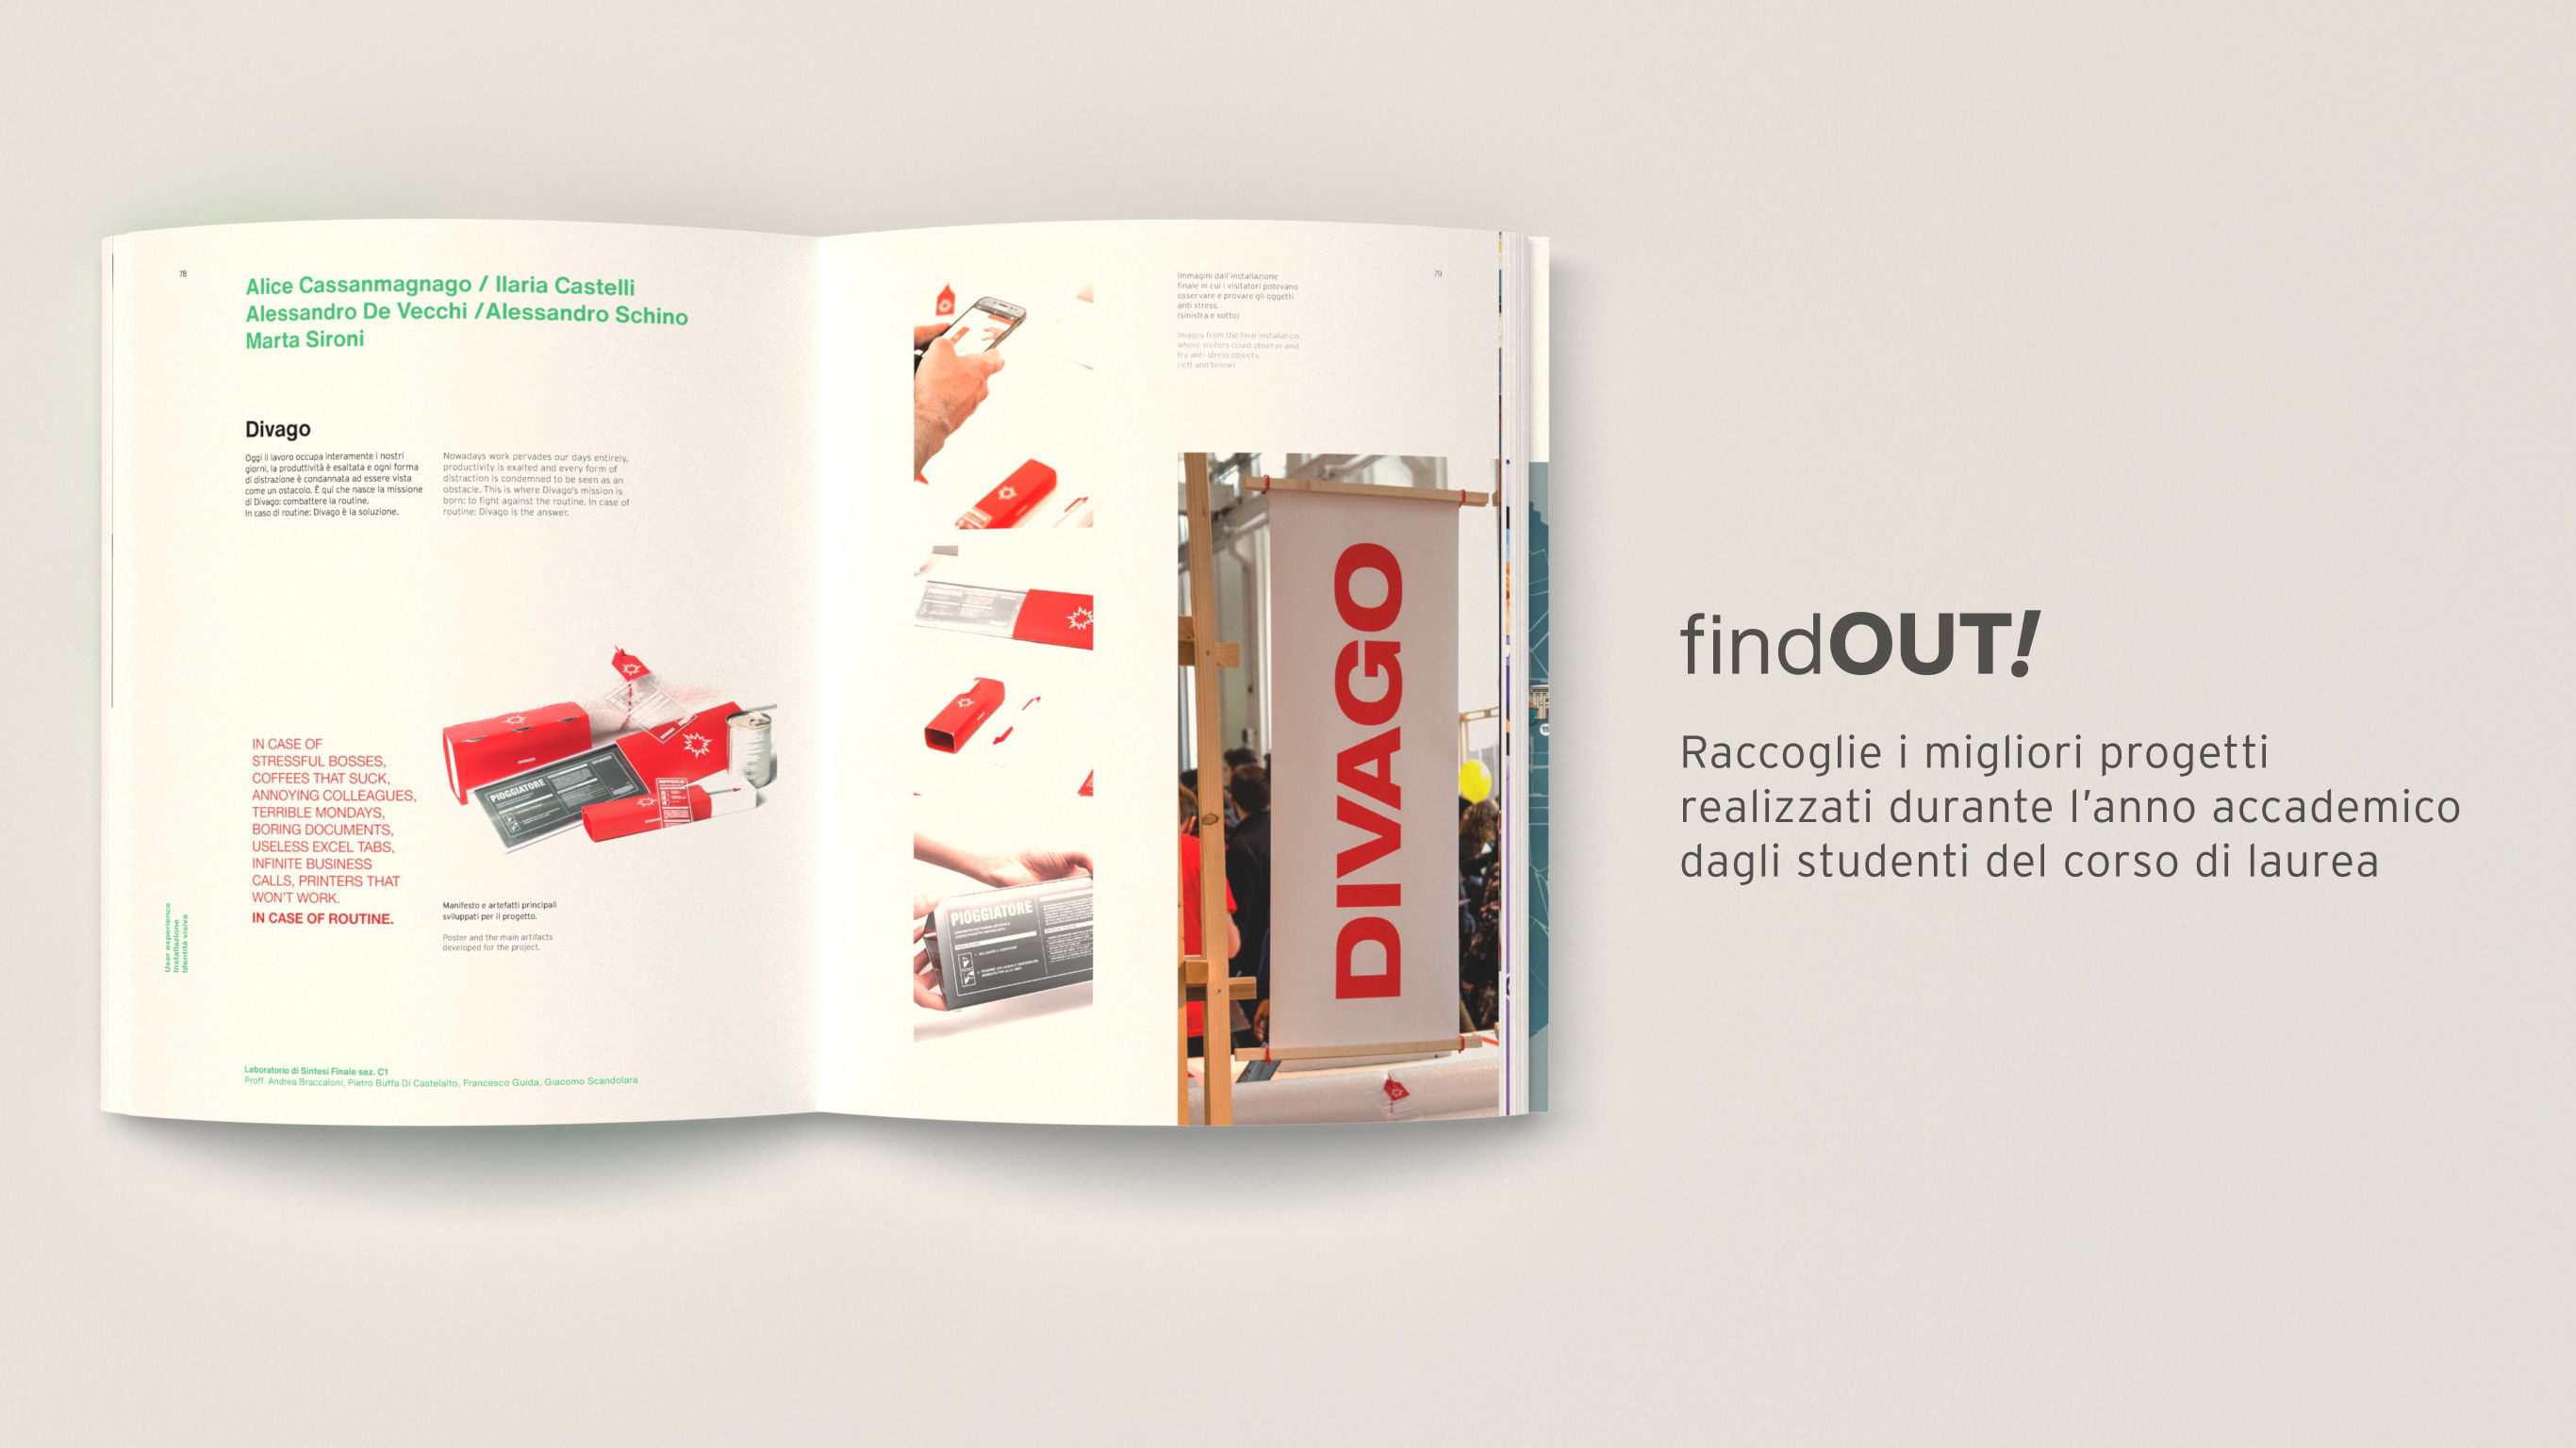 78
Alice Cassanmagnago / Ilaria Castelli
Alessandro De Vecchi /Alessandro Schino
Marta Sironi
Divago
Oggi il lavoro occupa interamente i nostri
giorni, la produttività è esaltata e ogni forma
di distrazione è condannata ad essere vista
come un ostacolo. È qui che nasce la missione
di Divago: combattere la routine.
In caso di routine: Divago è la soluzione.
Nowadays work pervades our days entirely,
productivity is exalted and every form of
distraction is condemned to be seen as an
obstacle. This is where Divago's mission is
born: to fight against the routine. In case of
routine: Divago is the answer.
IN CASE OF
STRESSFUL BOSSES,
COFFEES THAT SUCK,
ANNOYING COLLEAGUES,
TERRIBLE MONDAYS,
BORING DOCUMENTS,
USELESS EXCEL TABS,
INFINITE BUSINESS
CALLS, PRINTERS THAT
WON'T WORK.
IN CASE OF ROUTINE.
PIOGGIATORE
DIVAGO
Manifesto e artefatti principali
sviluppati per il progetto.
Poster and the main artifacts
developed for the project.
User experience
Installazione
Identità visiva
Laboratorio di Sintesi Finale sez. C1
Proff. Andrea Braccaloni, Pietro Buffa Di Castelalto, Francesco Guida, Giacomo Scandolara
Immagini dall'installazione
finale in cui i visitatori potevano
osservare e provare gli oggetti
anti stress.
(sinistra e sotto)
Images from the final installation
where visitors could observe and
try anti-stress objects.
(left and below)
79
PIOGGIATORE
DIVAGO
findOUT!
Raccoglie i migliori progetti
realizzati durante l'anno accademico
dagli studenti del corso di laurea